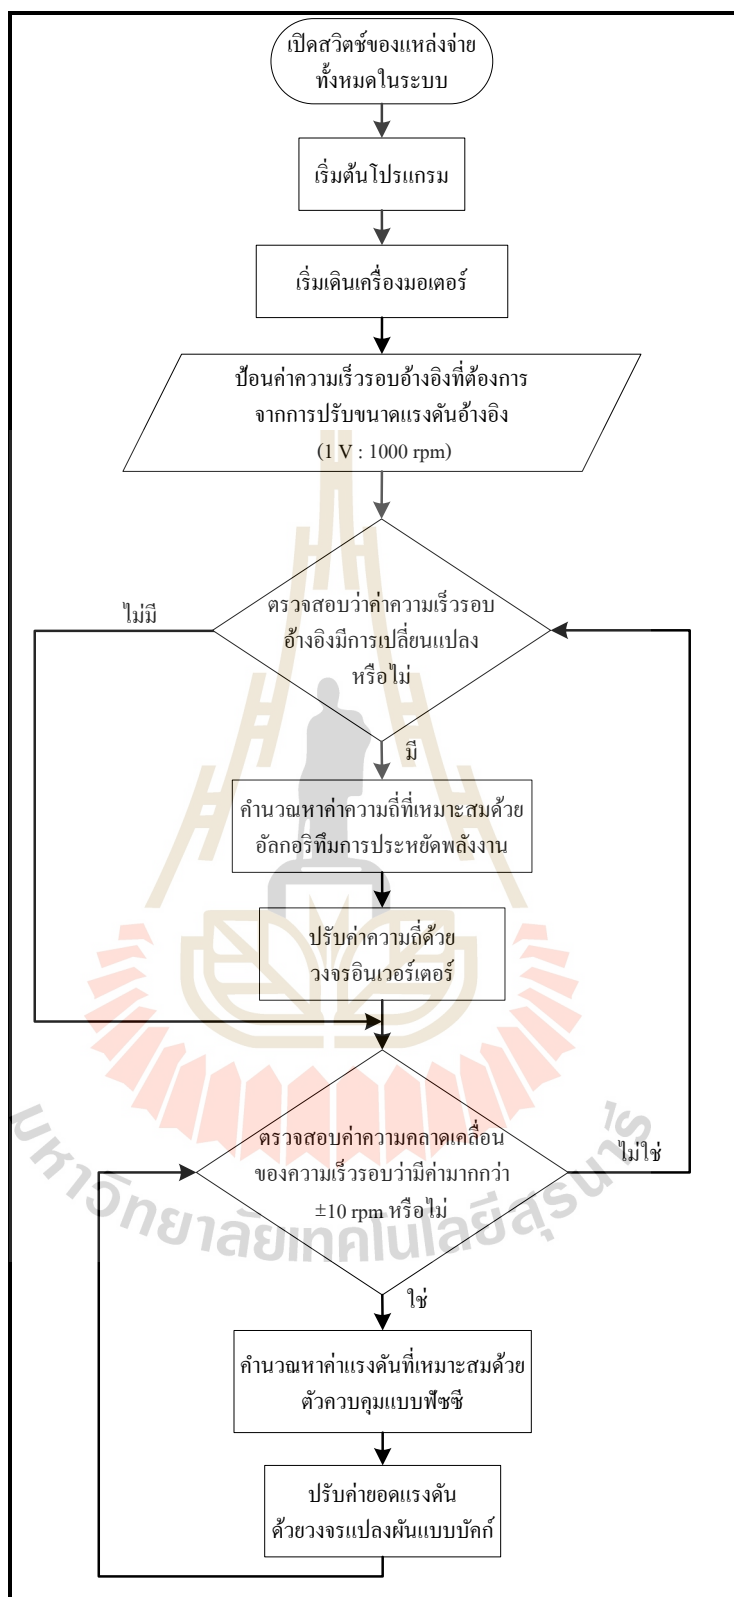 เปิดสวิตช์ของแหล่งจ่าย
ทั้งหมดในระบบ
เริ่มต้นโปรแกรม
เริ่มเดินเครื่องมอเตอร์
ป้อนค่าความเร็วรอบอ้างอิงที่ต้องการ
จากการปรับขนาดแรงดันอ้างอิง
(1 V : 1000 rpm)
ไม่มี
ตรวจสอบว่าค่าความเร็วรอบ
อ้างอิงมีการเปลี่ยนแปลง
หรือไม่
มี
คำนวณหาค่าความถี่ที่เหมาะสมด้วย
อัลกอริทึมการประหยัดพลังงาน
ปรับค่าความถี่ด้วย
วงจรอินเวอร์เตอร์
ตรวจสอบค่าความคลาดเคลื่อน
ของความเร็วรอบว่ามีค่ามากกว่า
±10 rpm หรือไม่
ไม่ใช่
ใช่
คำนวณหาค่าแรงดันที่เหมาะสมด้วย
ตัวควบคุมแบบฟัซซี
ปรับค่ายอดแรงดัน
ด้วยวงจรแปลงผันแบบบัคก์
มหาวิทยาลัยเทคโนโลยีสุรนารี